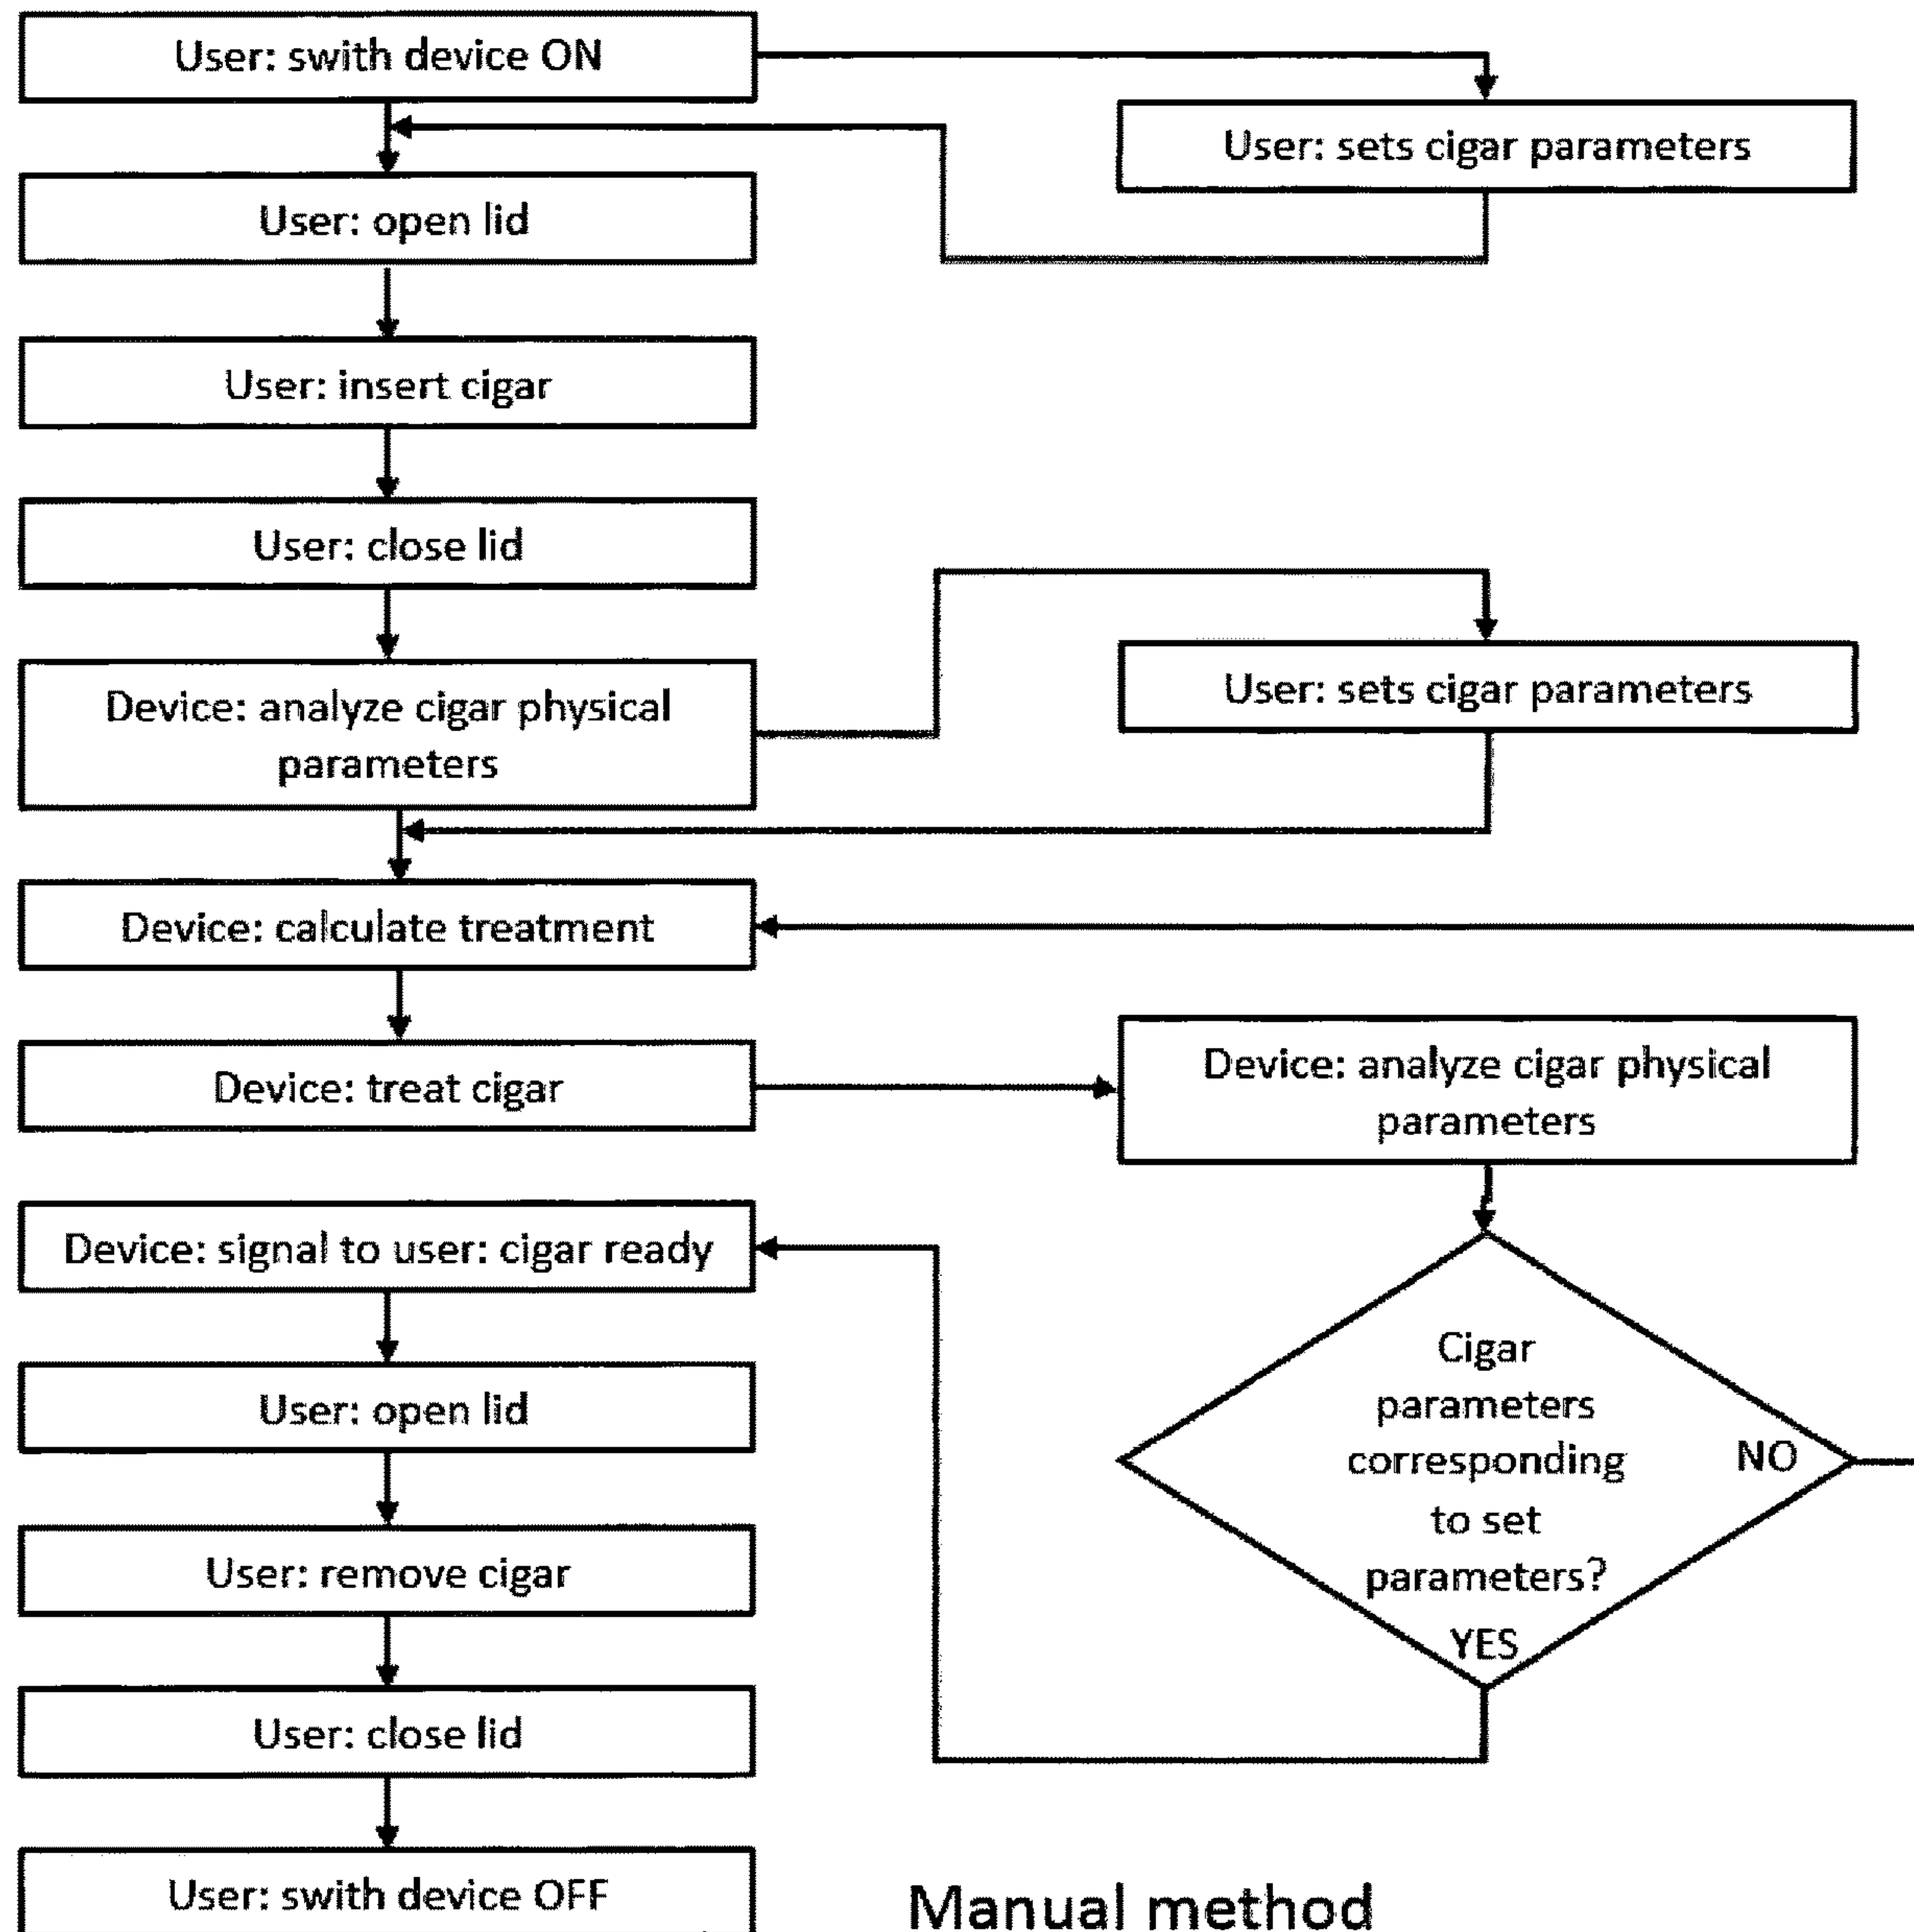 User: swith device ON
User: sets cigar parameters
User: open lid
User: insert cigar
User: close lid
User: sets cigar parameters
Device: analyze cigar physical
parameters
Device: calculate treatment
Device: treat cigar
Device: analyze cigar physical
parameters
Cigar
parameters
corresponding
to set
parameters?
NO
YES
Device: signal to user: cigar ready
User: open lid
User: remove cigar
User: close lid
User: swith device OFF
Manual method